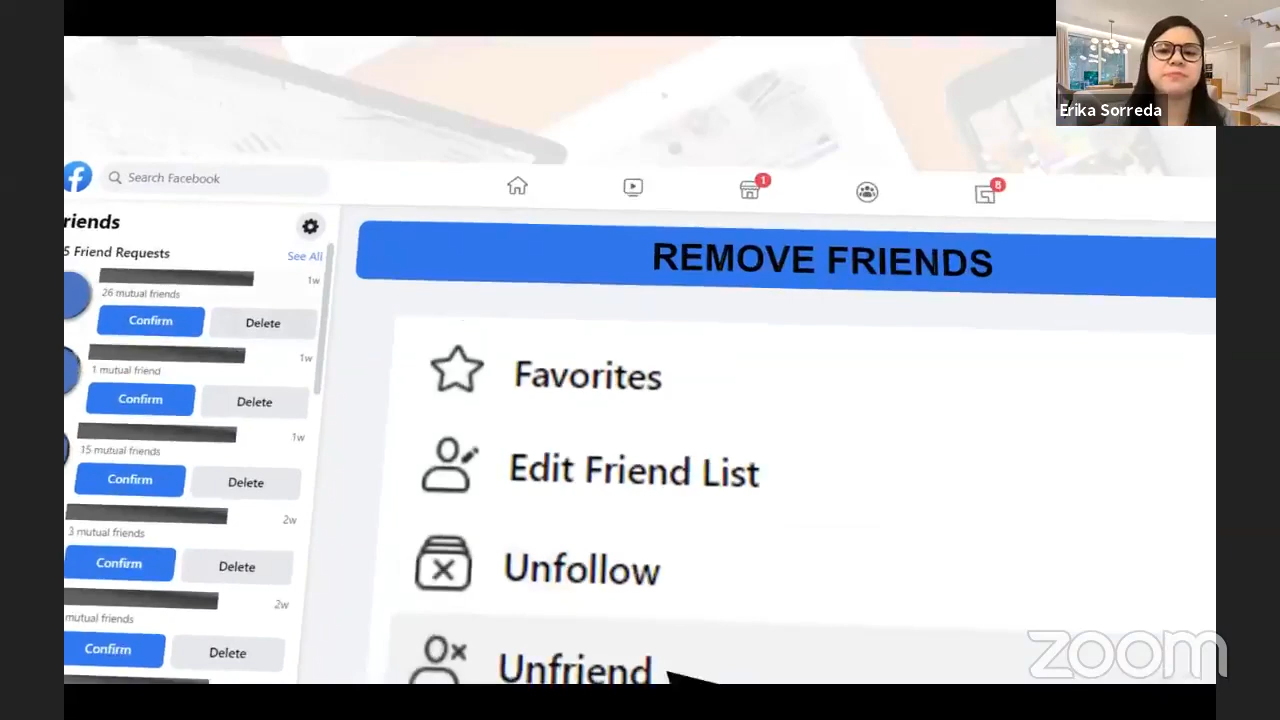 Erika Sorreda
Search Facebook
1
8
riends
5 Friend Requests
See All
1w
26 mutual friends
Confirm
Delete
1w
1 mutual friend
Confirm
Delete
1w
15 mutual friends
Confirm
Delete
2w
3 mutual friends
Confirm
Delete
2w
mutual friends
Confirm
Delete
REMOVE FRIENDS
Favorites
Edit Friend List
Unfollow
Unfriend
zoom